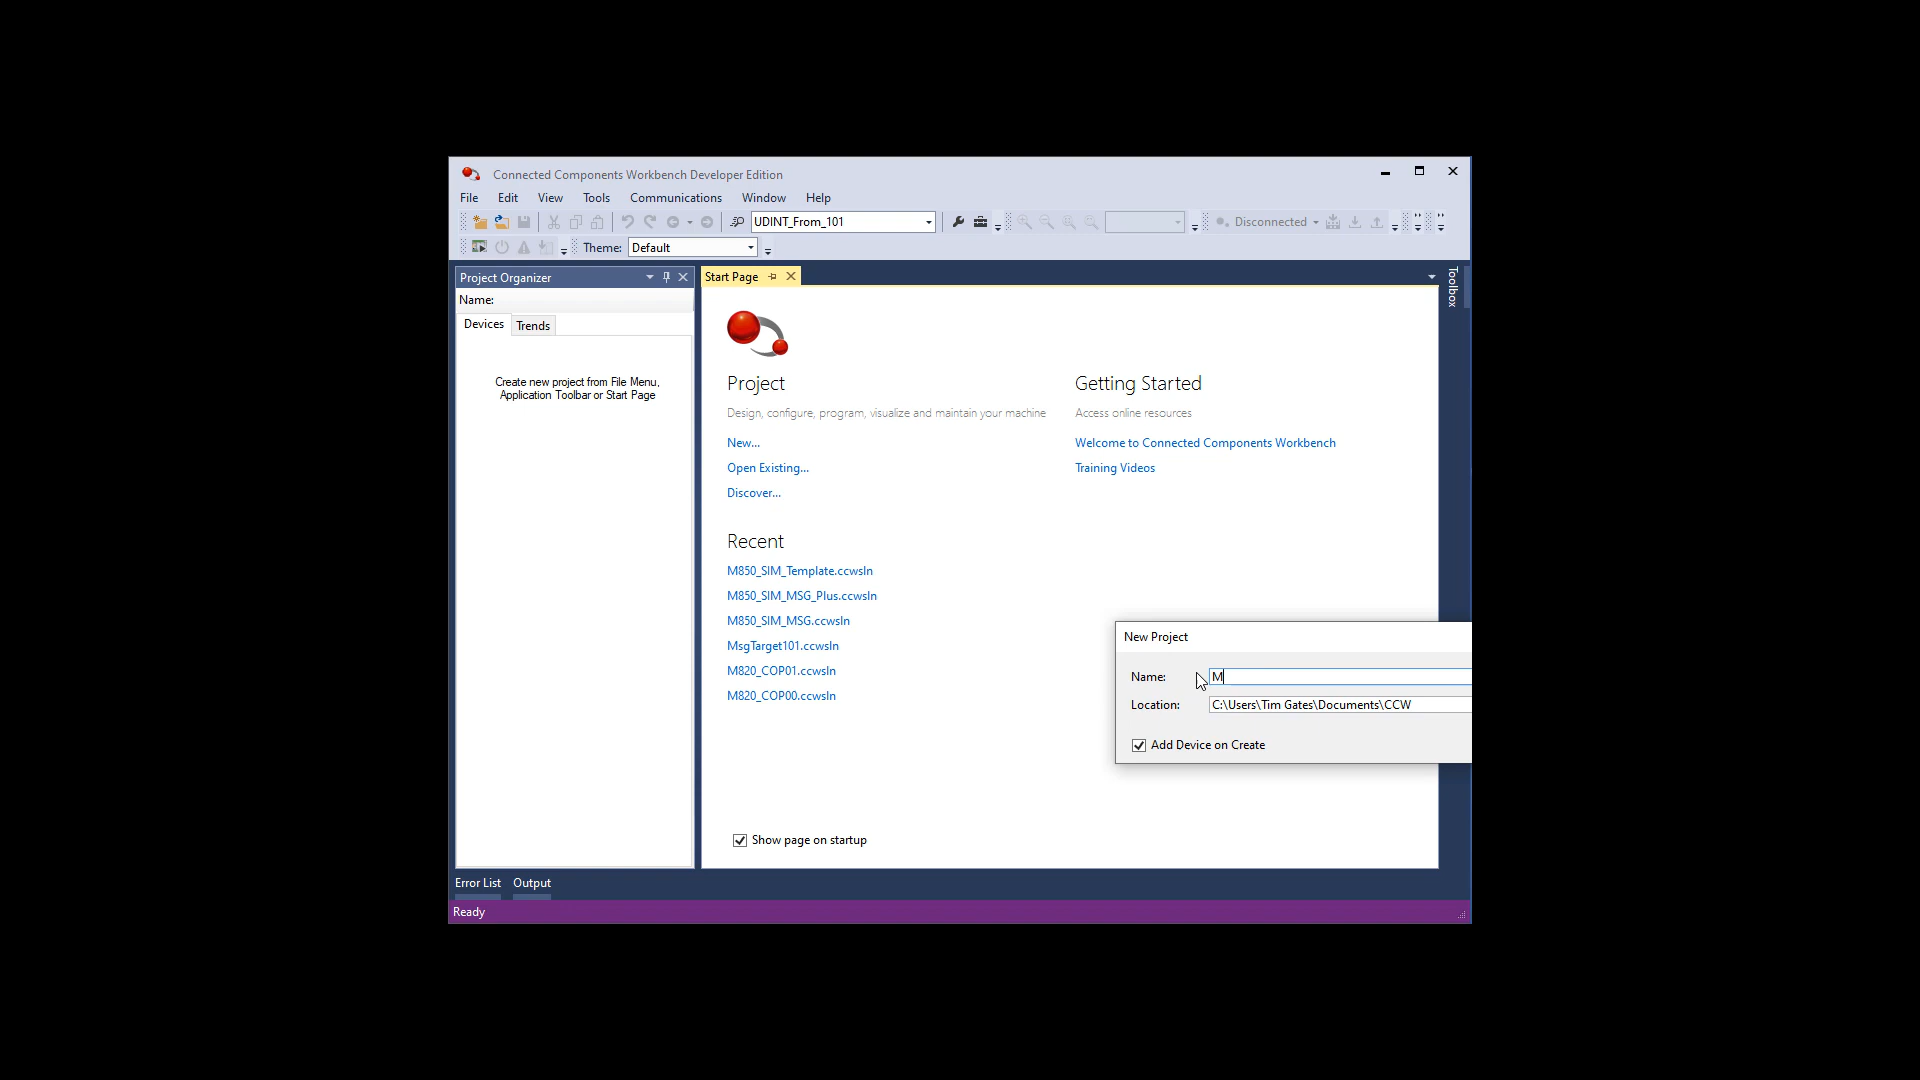 Connected Components Workbench Developer Edition
File Edit View Tools Communications Window Help
UDINT_From_101
Disconnected
Theme: Default
Project Organizer
Name:
Devices Trends
Create new project from File Menu,
Application Toolbar or Start Page
Start Page
Toolbox
Project
Design, configure, program, visualize and maintain your machine
New...
Open Existing...
Discover...
Getting Started
Access online resources
Welcome to Connected Components Workbench
Training Videos
Recent
M850_SIM_Template.ccwsln
M850_SIM_MSG_Plus.ccwsln
M850_SIM_MSG.ccwsln
MsgTarget101.ccwsln
M820_COP01.ccwsln
M820_COP00.ccwsln
New Project
Name: M
Location: C:\Users\Tim Gates\Documents\CCW
Add Device on Create
Show page on startup
Error List Output
Ready